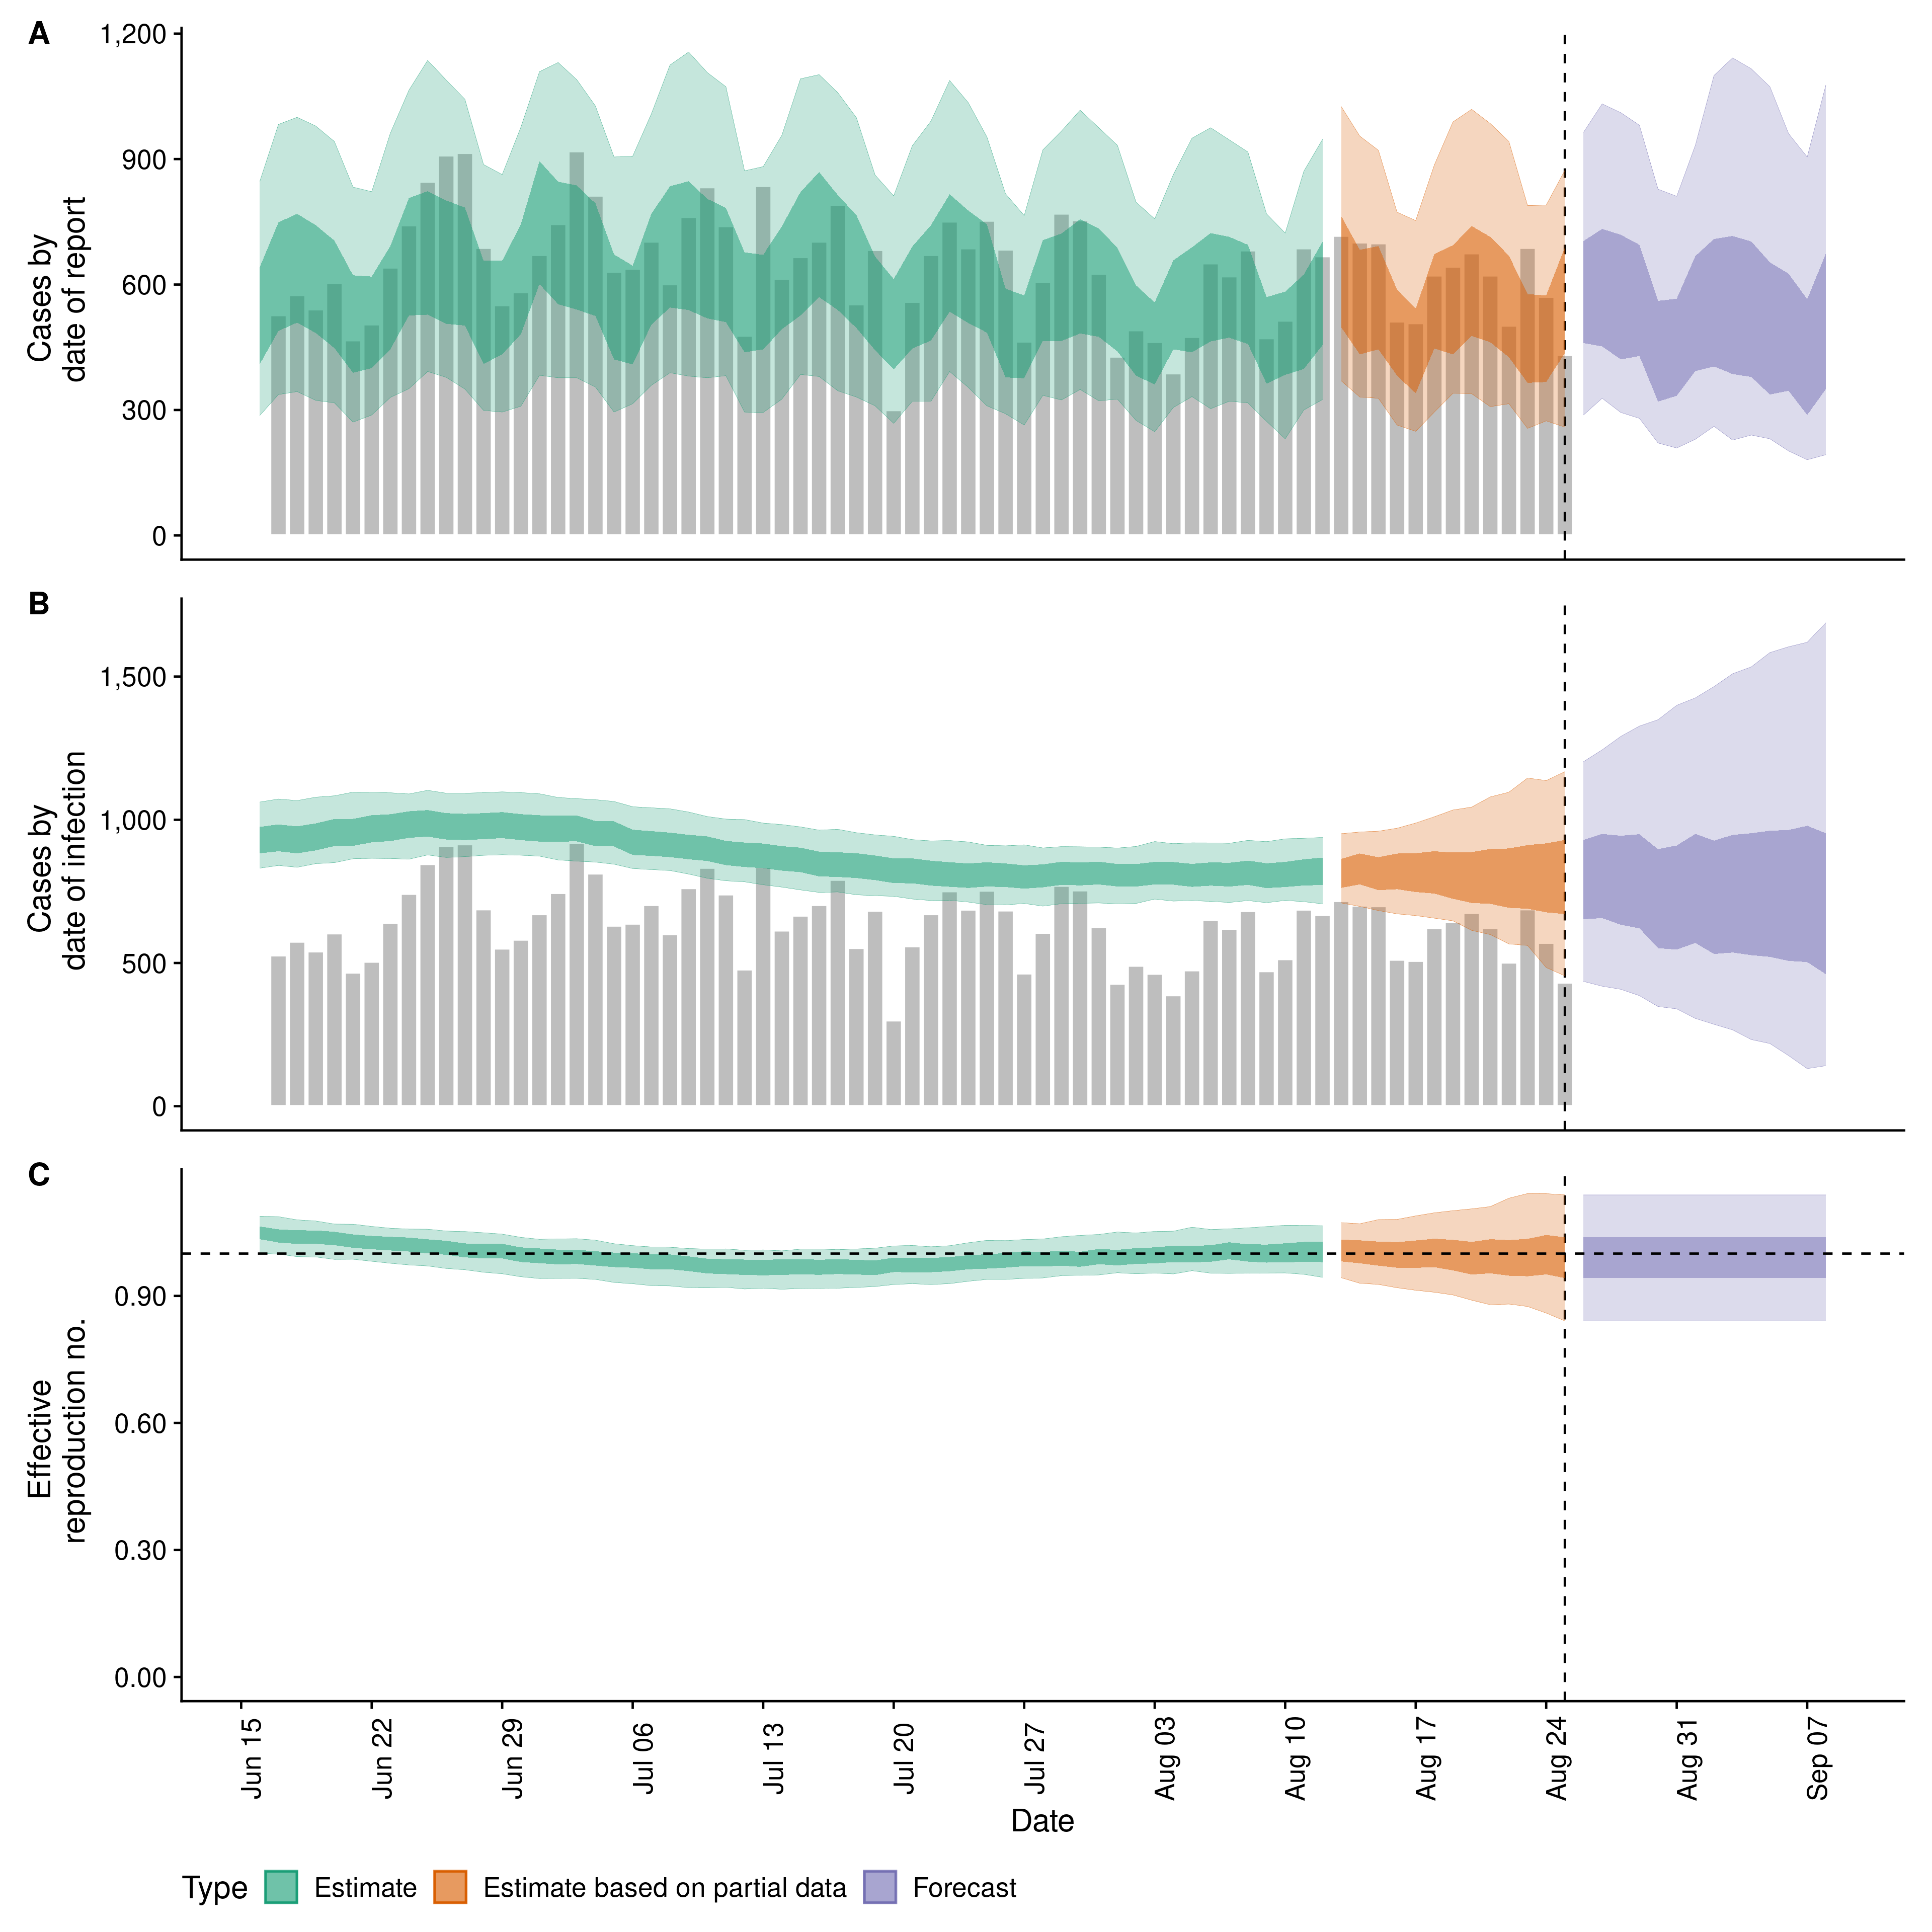 A
1,200
900
600
300
0
Cases by
date of report
B
1,500
1,000
500
0
Cases by
date of infection
C
0.90
0.60
0.30
0.00
Effective
reproduction no.
Jun 15
Jun 22
Jun 29
Jul 06
Jul 13
Jul 20
Jul 27
Aug 03
Aug 10
Aug 17
Aug 24
Aug 31
Sep 07
Date
Type Estimate Estimate based on partial data Forecast